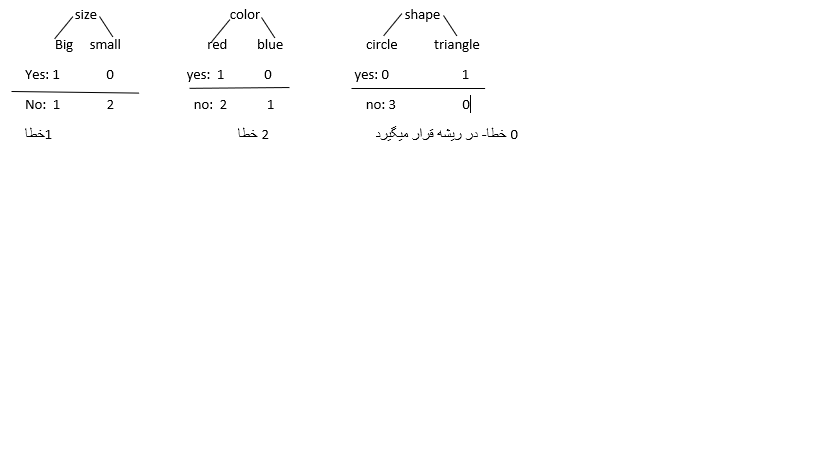 size color shape
Big small red blue circle triangle
Yes: 1 0 yes: 1 0 yes: 0 1
No: 1 2 no: 2 1 no: 3 0
1خطا 2 خطا 0 خطا- در ریشه قرار میگیرد